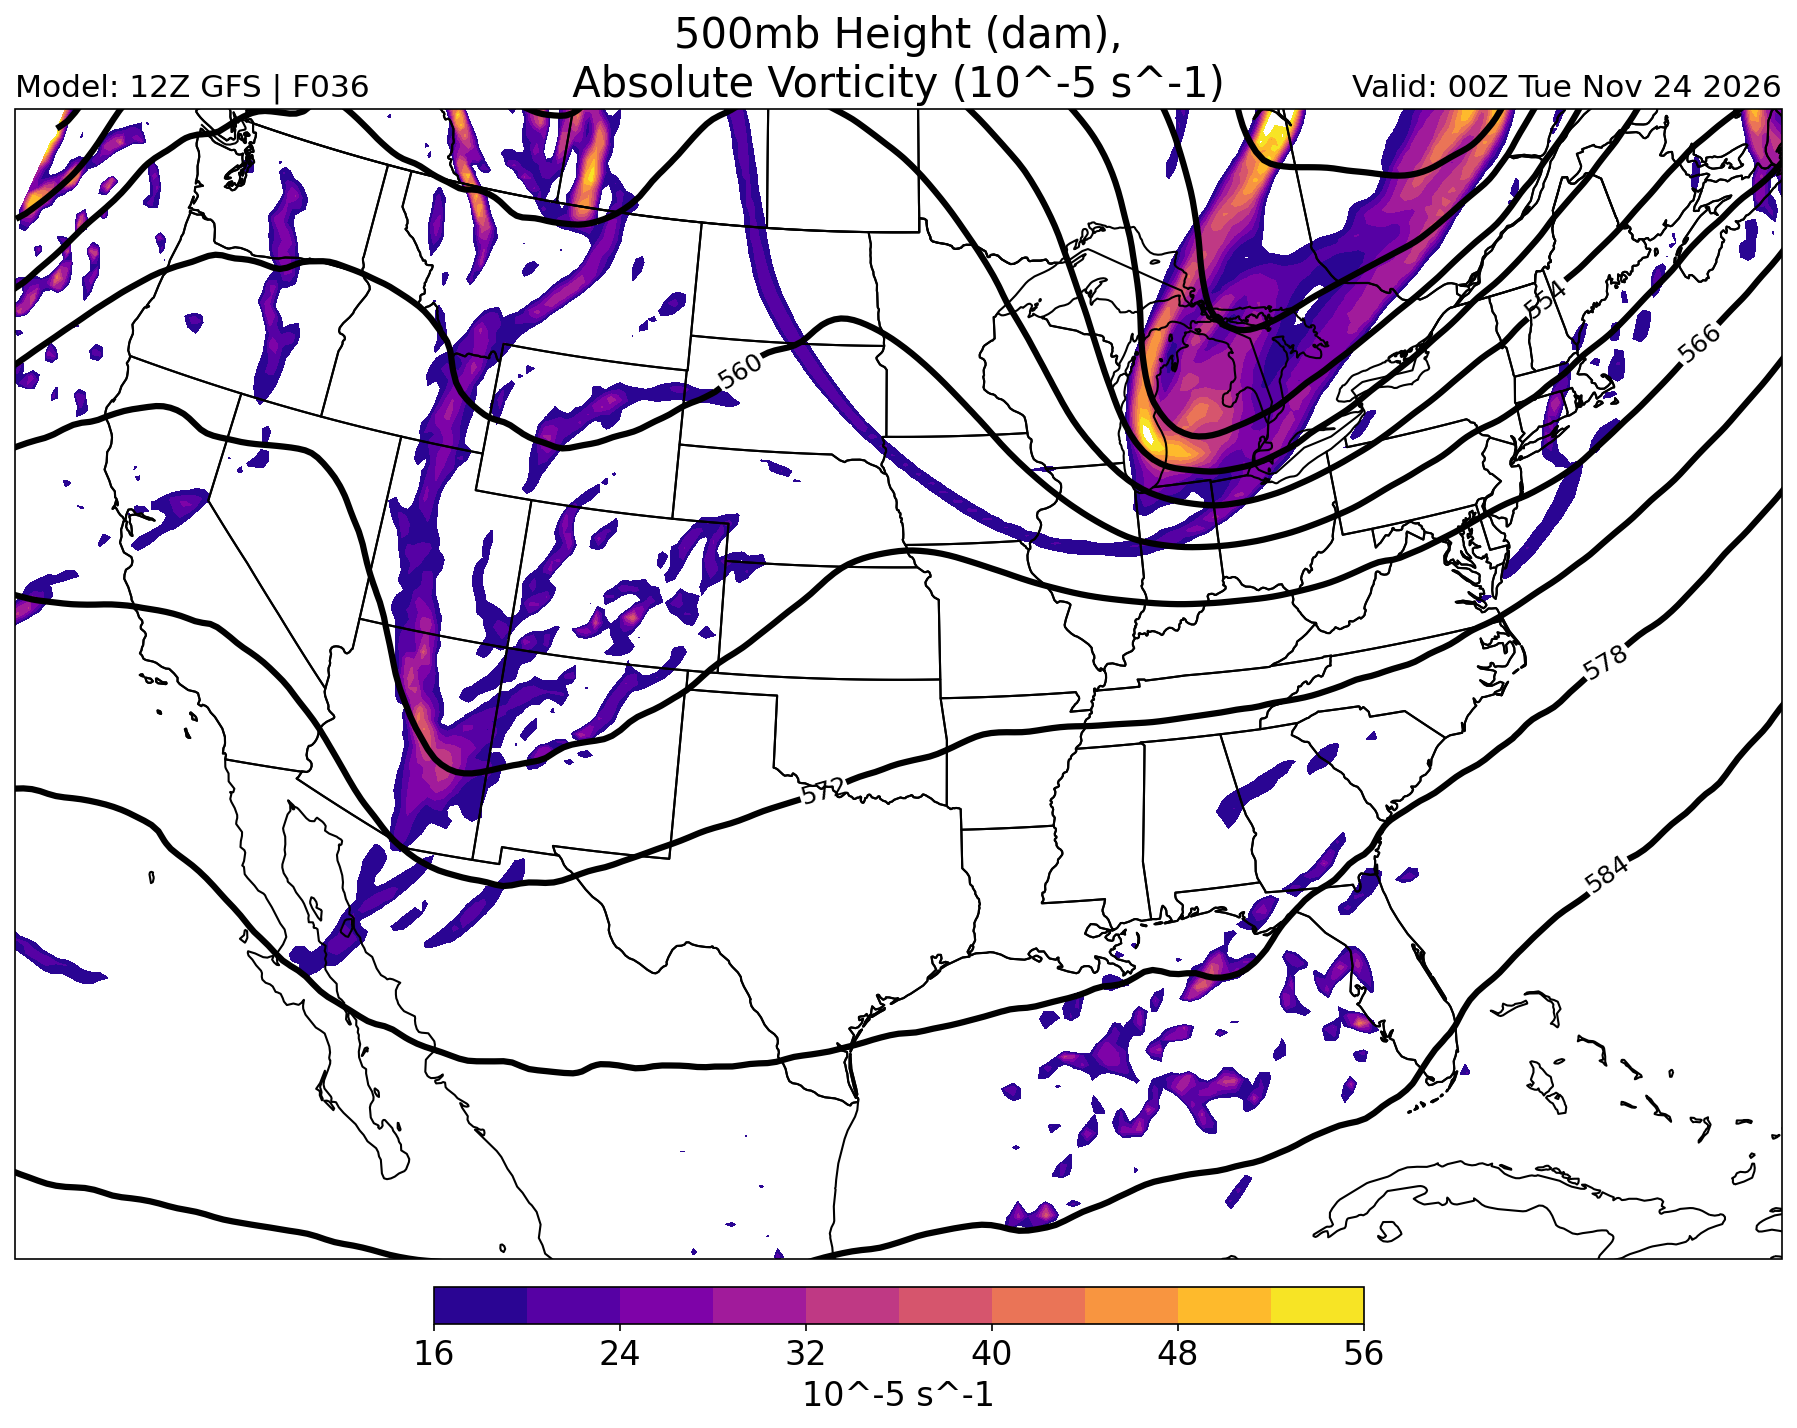 500mb Height (dam),
Absolute Vorticity (10^-5 s^-1)
Model: 12Z GFS | F036
Valid: 00Z Tue Nov 24 2026
554
566
560
578
572
584
16 24 32 40 48 56
10^-5 s^-1